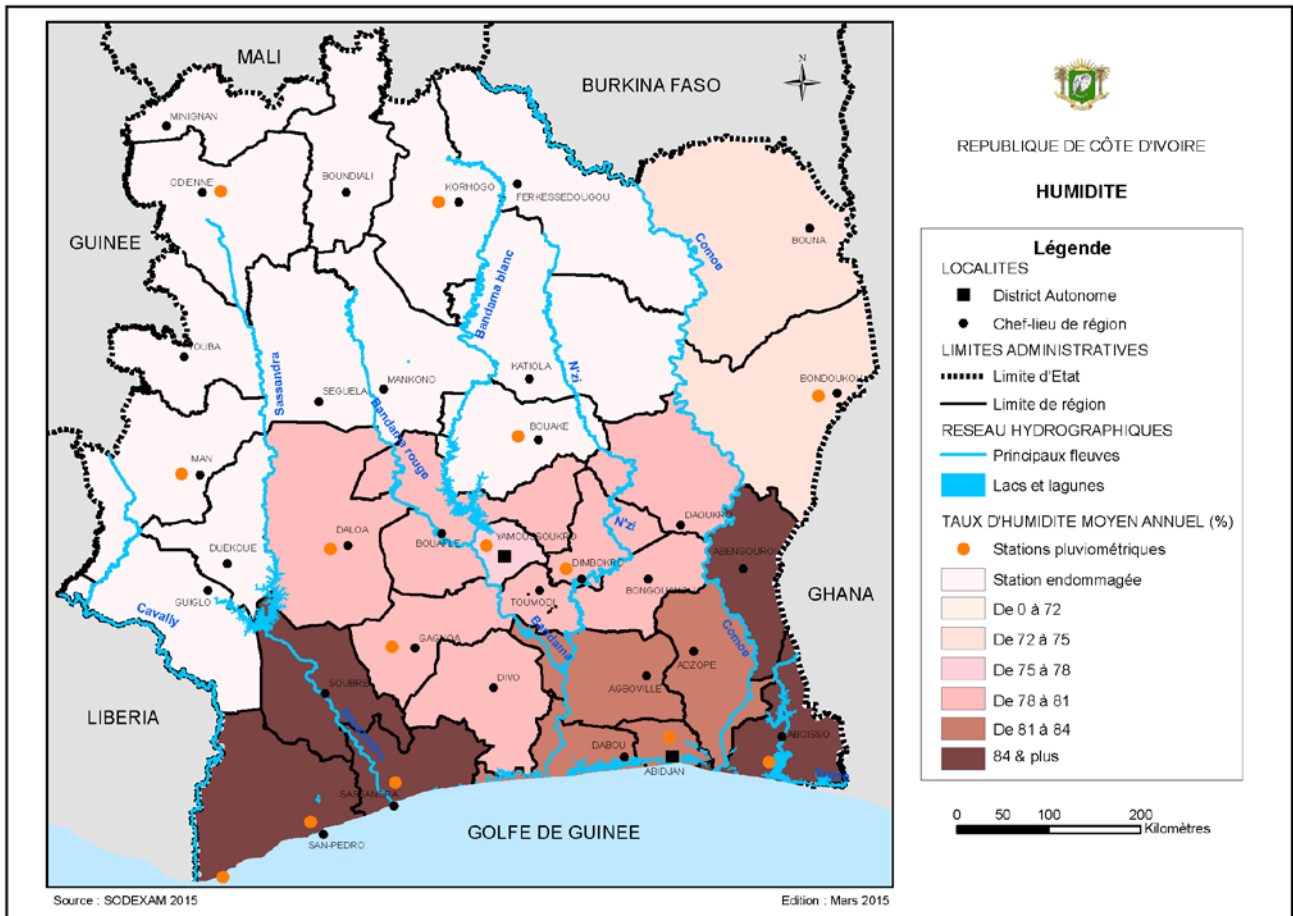 MALI
BURKINA FASO
N
MINIGNAN
ODIENNE
BOUNDIALI
KORHOGO
FERKESSEDOUGOU
GUINEE
BOUNA
Comoe
Bandama blanc
TOUBA
Sassandra
SEGUELA
MANKONO
KATIOLA
N'zi
BONDOUKOU
Bandama rouge
BOUAKE
MAN
DALOA
BOUAFLE
YAMOUSSOUKRO
N'zi
DAOUKRO
ABENGOUROU
DUEKOUE
DIMBOKRO
GUIGLO
TOUMODI
BONGOUANOU
GHANA
Cavally
Bandama
Comoe
GAGNOA
ADZOPE
SOUBRE
DIVO
AGBOVILLE
LIBERIA
Sassandra
DABOU
ABIDJAN
ABOISSO
SASSANDRA
GOLFE DE GUINEE
SAN-PEDRO
Source : SODEXAM 2015
Edition : Mars 2015
REPUBLIQUE DE CÔTE D'IVOIRE
HUMIDITE
Légende
LOCALITES
District Autonome
Chef-lieu de région
LIMITES ADMINISTRATIVES
Limite d'Etat
Limite de région
RESEAU HYDROGRAPHIQUES
Principaux fleuves
Lacs et lagunes
TAUX D'HUMIDITE MOYEN ANNUEL (%)
Stations pluviométriques
Station endommagée
De 0 à 72
De 72 à 75
De 75 à 78
De 78 à 81
De 81 à 84
84 & plus
0 50 100 200
Kilomètres